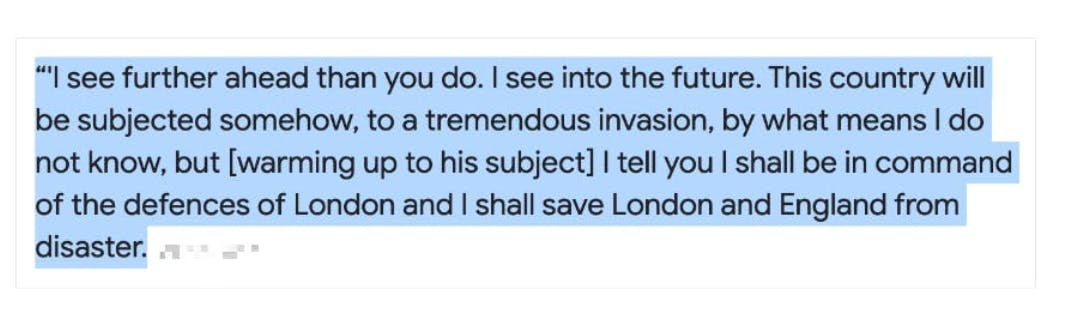 “'I see further ahead than you do. I see into the future. This country will
be subjected somehow, to a tremendous invasion, by what means I do
not know, but [warming up to his subject] I tell you I shall be in command
of the defences of London and I shall save London and England from
disaster.